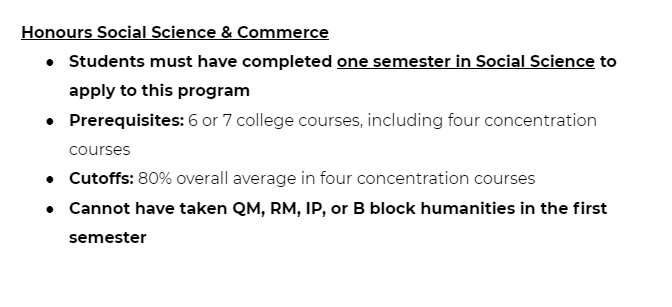 Honours Social Science & Commerce
● Students must have completed one semester in Social Science to
apply to this program
● Prerequisites: 6 or 7 college courses, including four concentration
courses
● Cutoffs: 80% overall average in four concentration courses
● Cannot have taken QM, RM, IP, or B block humanities in the first
semester